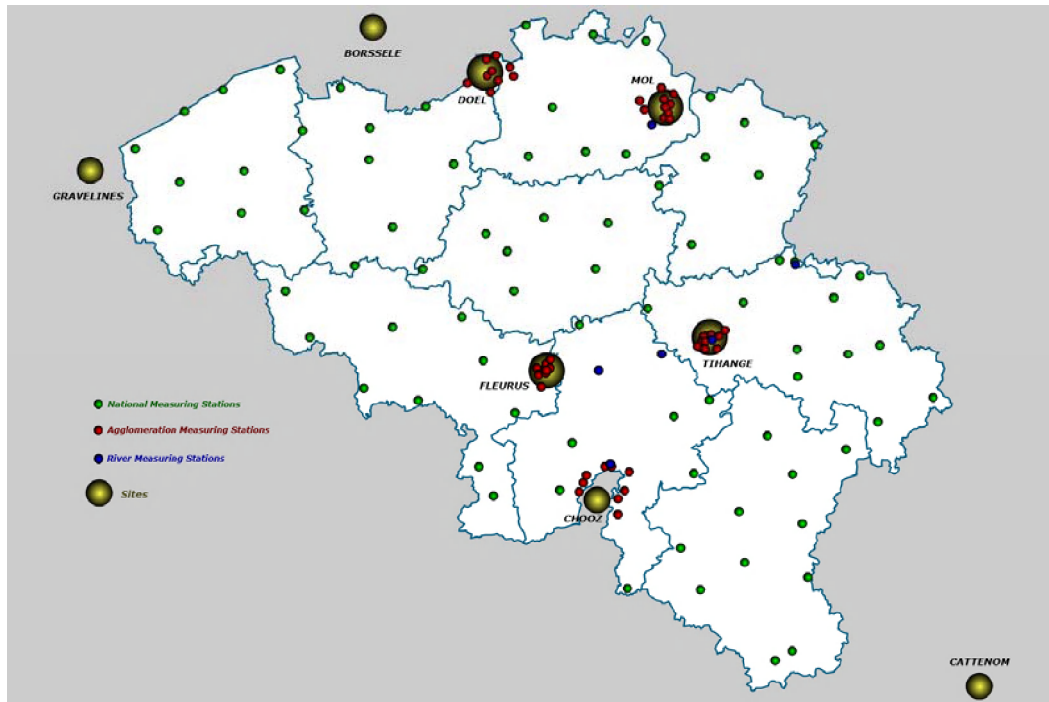 BORSSELE
MOL
DOEL
GRAVELINES
TIHANGE
FLEURUS
National Measuring Stations
Agglomeration Measuring Stations
River Measuring Stations
Sites
CHOOZ
CATTENOM